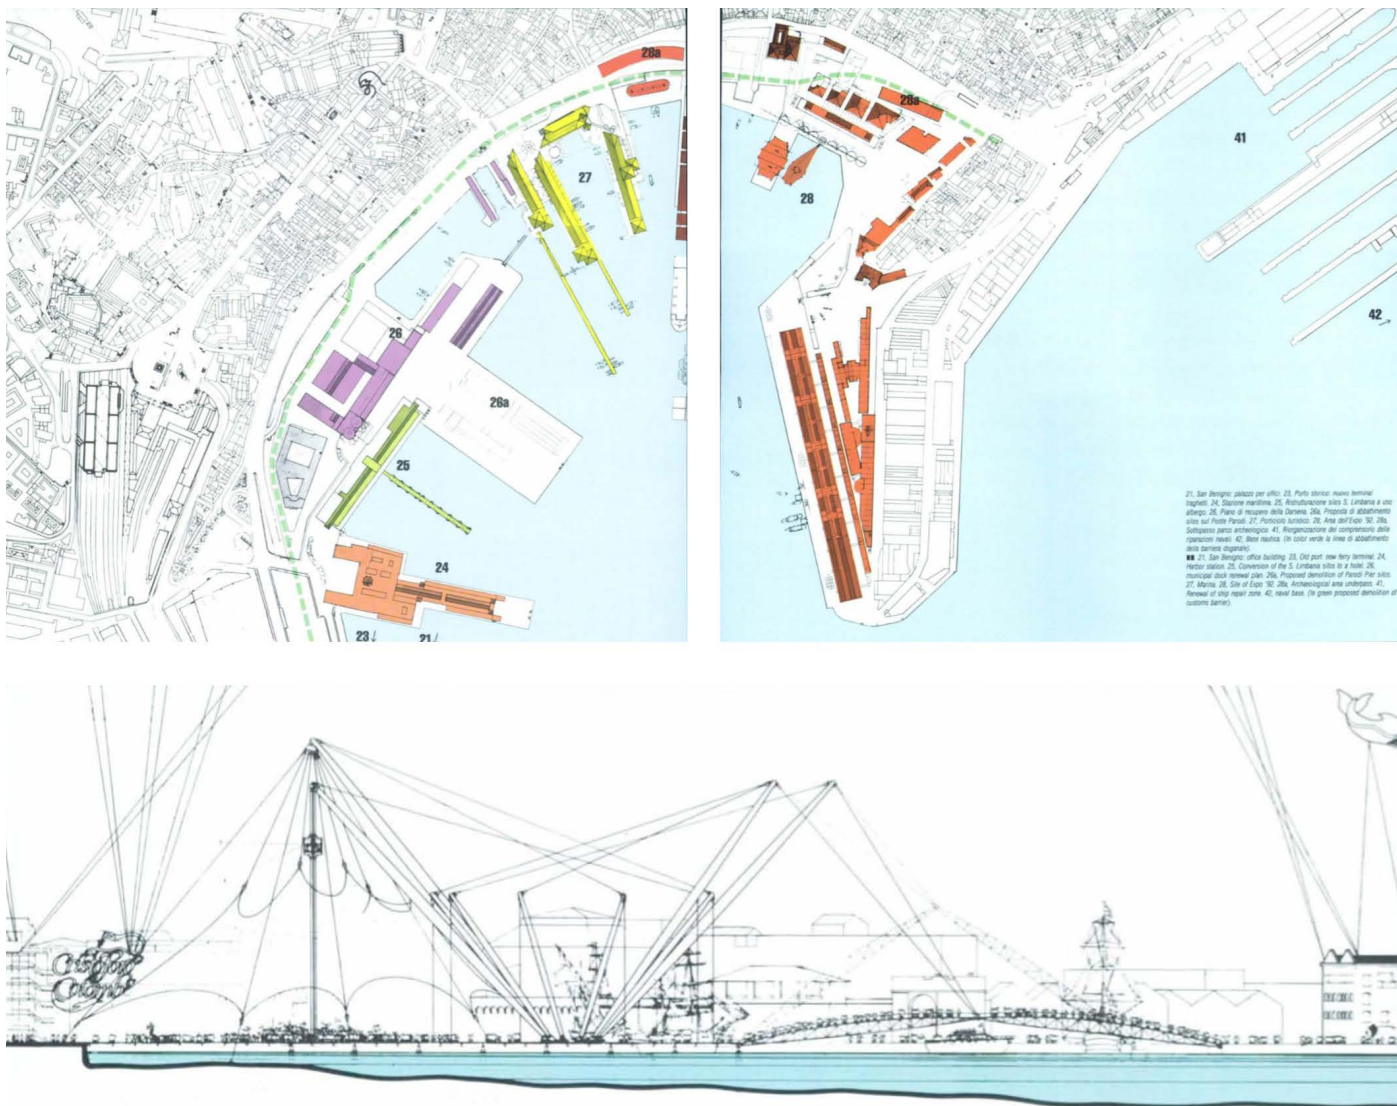 28a
27
26
26a
25
24
23
21
28a
28
41
42
21, San Benigno: palazzo per uffici. 23, Porto storico: nuovo terminal
traghetti. 24, Stazione marittima. 25, Ristrutturazione silos S. Limbania a uso
albergo. 26, Piano di recupero della Darsena. 26a, Proposta di abbattimento
silos sul Ponte Parodi. 27, Porticciolo turistico. 28, Area dell'Expo '92. 28a,
Sottopasso parco archeologico. 41, Riorganizzazione del comprensorio delle
riparazioni navali. 42, Base nautica. (In color verde la linea di abbattimento
della barriera doganale).
21, San Benigno: office building. 23, Old port: new ferry terminal. 24,
Harbor station. 25, Conversion of the S. Limbania silos to a hotel. 26,
municipal dock renewal plan. 26a, Proposed demolition of Parodi Pier silos.
27, Marina. 28, Site of Expo '92. 28a, Archaeological area underpass. 41,
Renewal of ship repair zone. 42, naval base. (In green proposed demolition of
customs barrier).